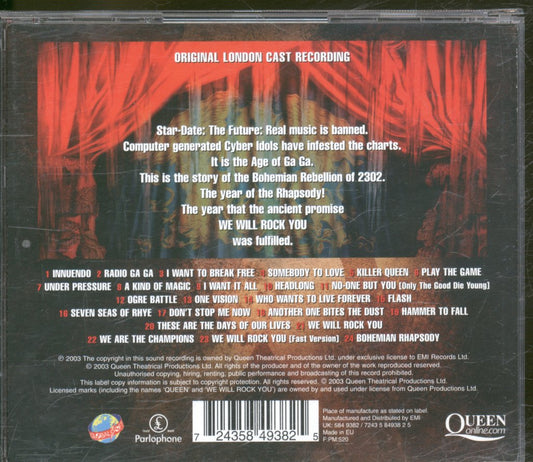 ORIGINAL LONDON CAST RECORDING
Star-Date: The Future: Real music is banned.
Computer generated Cyber Idols have infested the charts.
It is the Age of Ga Ga.
This is the story of the Bohemian Rebellion of 2302.
The year of the Rhapsody!
The year that the ancient promise
WE WILL ROCK YOU
was fulfilled.
1 INNUENDO 2 RADIO GA GA 3 I WANT TO BREAK FREE 4 SOMEBODY TO LOVE 5 KILLER QUEEN 6 PLAY THE GAME
7 UNDER PRESSURE 8 A KIND OF MAGIC 9 I WANT IT ALL 10 HEADLONG 11 NO-ONE BUT YOU [Only The Good Die Young]
12 OGRE BATTLE 13 ONE VISION 14 WHO WANTS TO LIVE FOREVER 15 FLASH
16 SEVEN SEAS OF RHYE 17 DON'T STOP ME NOW 18 ANOTHER ONE BITES THE DUST 19 HAMMER TO FALL
20 THESE ARE THE DAYS OF OUR LIVES 21 WE WILL ROCK YOU
22 WE ARE THE CHAMPIONS 23 WE WILL ROCK YOU (Fast Version) 24 BOHEMIAN RHAPSODY
℗ 2003 The copyright in this sound recording is owned by Queen Theatrical Productions Ltd. under exclusive license to EMI Records Ltd.
© 2003 Queen Theatrical Productions Ltd. All rights of the producer and of the owner of the work reproduced reserved.
Unauthorised copying, hiring, renting, public performance and broadcasting of this record prohibited.
This label copy information is subject to copyright protection. All rights reserved. © 2003 Queen Theatrical Productions Ltd.
Licensed marks (including the names 'QUEEN' and 'WE WILL ROCK YOU') are owned by and used under license from Queen Productions Ltd.
Parlophone
7 24358 49382 5
Place of manufacture as stated on label.
Manufactured and Distributed by EMI
UK: 584 9382 / 7243 5 84938 2 5
Made in EU
F.PM:520
QUEEN
online.com